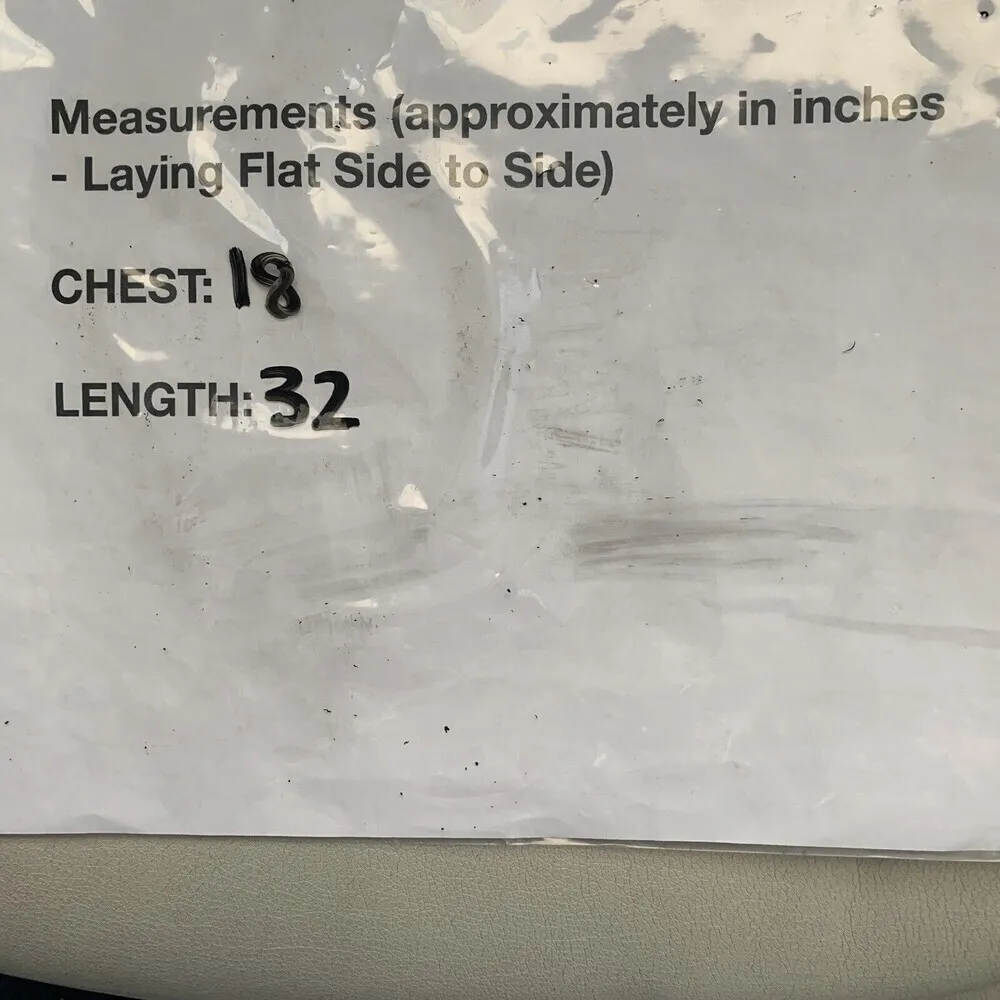 Measurements (approximately in inches
- Laying Flat Side to Side)
CHEST: 18
LENGTH: 32